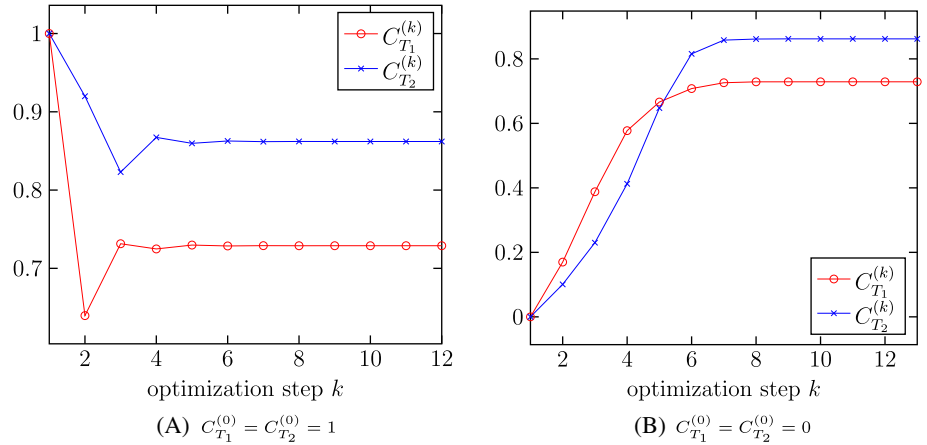 1
0.9
0.8
0.7
2 4 6 8 10 12
optimization step k
C_{T_1}^{(k)}
C_{T_2}^{(k)}
(A) C_{T_1}^{(0)} = C_{T_2}^{(0)} = 1
0.8
0.6
0.4
0.2
0
2 4 6 8 10 12
optimization step k
C_{T_1}^{(k)}
C_{T_2}^{(k)}
(B) C_{T_1}^{(0)} = C_{T_2}^{(0)} = 0